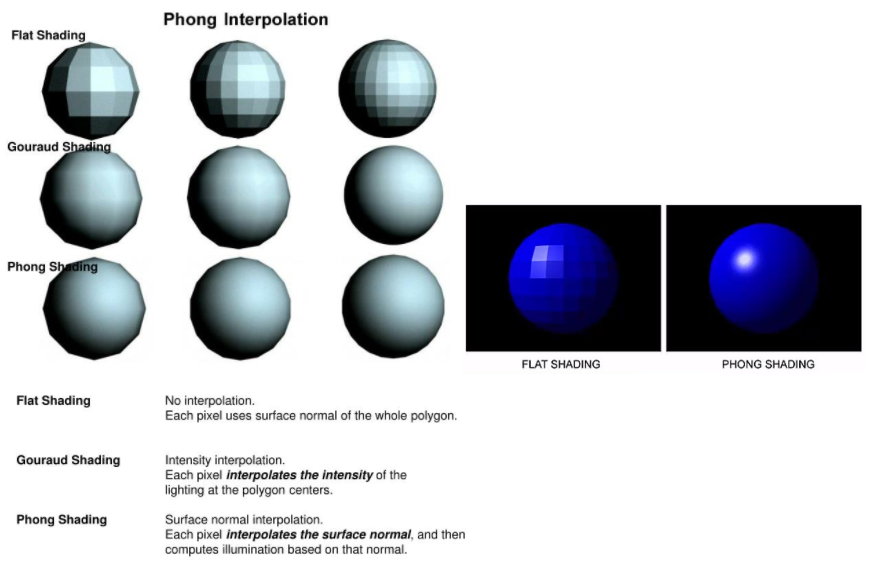 Phong Interpolation
Flat Shading
Gouraud Shading
Phong Shading
FLAT SHADING
PHONG SHADING
Flat Shading
No interpolation.
Each pixel uses surface normal of the whole polygon.
Gouraud Shading
Intensity interpolation.
Each pixel interpolates the intensity of the
lighting at the polygon centers.
Phong Shading
Surface normal interpolation.
Each pixel interpolates the surface normal, and then
computes illumination based on that normal.